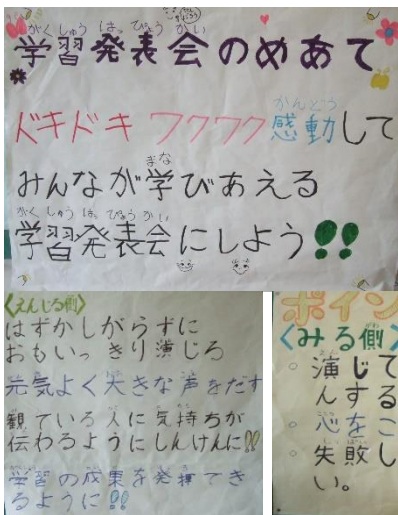 がくしゅうはっぴょうかい
学習発表会のめあて
かんどう
ドキドキ ワクワク感動して
まな
みんなが学びあえる
がくしゅうはっぴょうかい
学習発表会にしよう!!
〈えんじる側〉
はずかしがらずに
おもいっきり演じろ
元気よく大きな声をだす
観ている人に気持ちが
伝わるようにしんけんに!!
学習の成果を発揮でき
るように!!
ポイン
〈みる側〉
○ 演じて
んする
○ 心をこ
○ 失敗し
い。